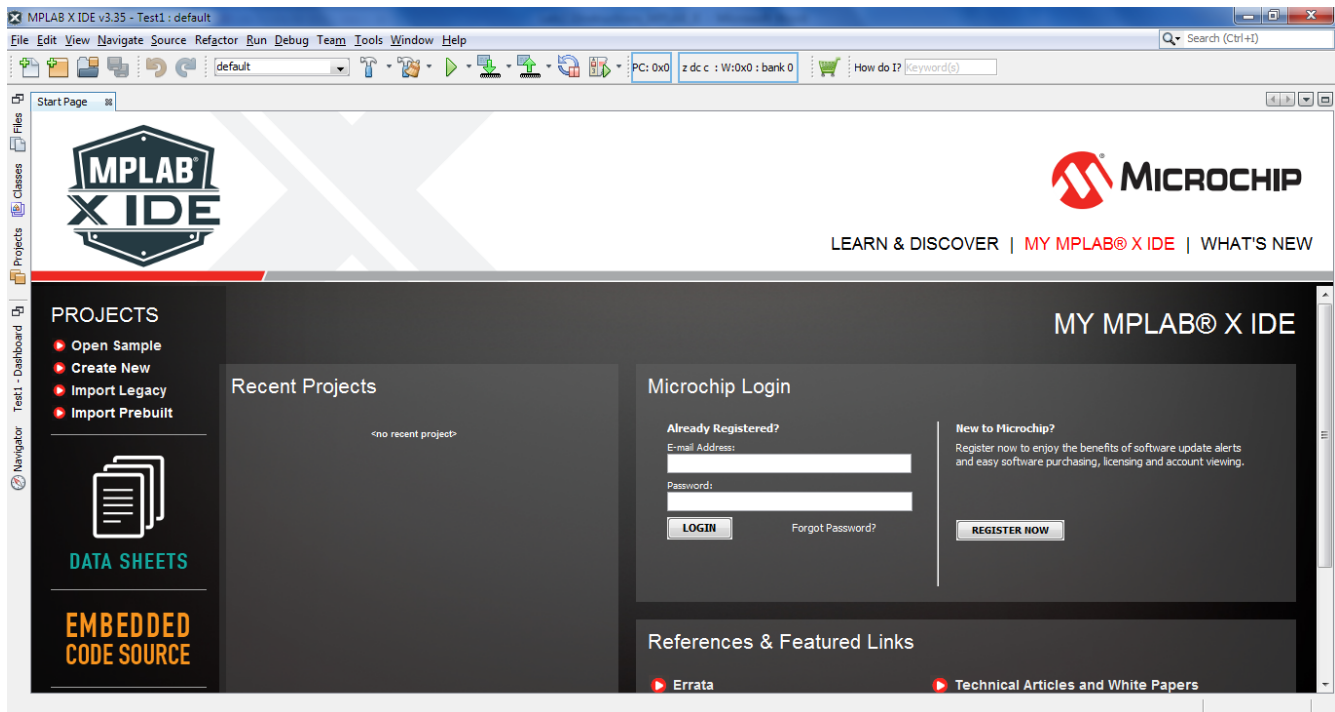 MPLAB X IDE v3.35 - Test1 : default
File Edit View Navigate Source Refactor Run Debug Team Tools Window Help
Search (Ctrl+I)
default
PC: 0x0
z dc c : W:0x0 : bank 0
How do I? Keyword(s)
Files
Classes
Projects
Test1 - Dashboard
Navigator
Start Page
MPLAB®
X IDE
MICROCHIP
LEARN & DISCOVER | MY MPLAB® X IDE | WHAT'S NEW
PROJECTS
Open Sample
Create New
Import Legacy
Import Prebuilt
DATA SHEETS
EMBEDDED
CODE SOURCE
MY MPLAB® X IDE
Recent Projects
<no recent project>
Microchip Login
Already Registered?
E-mail Address:
Password:
LOGIN
Forgot Password?
New to Microchip?
Register now to enjoy the benefits of software update alerts
and easy software purchasing, licensing and account viewing.
REGISTER NOW
References & Featured Links
Errata
Technical Articles and White Papers